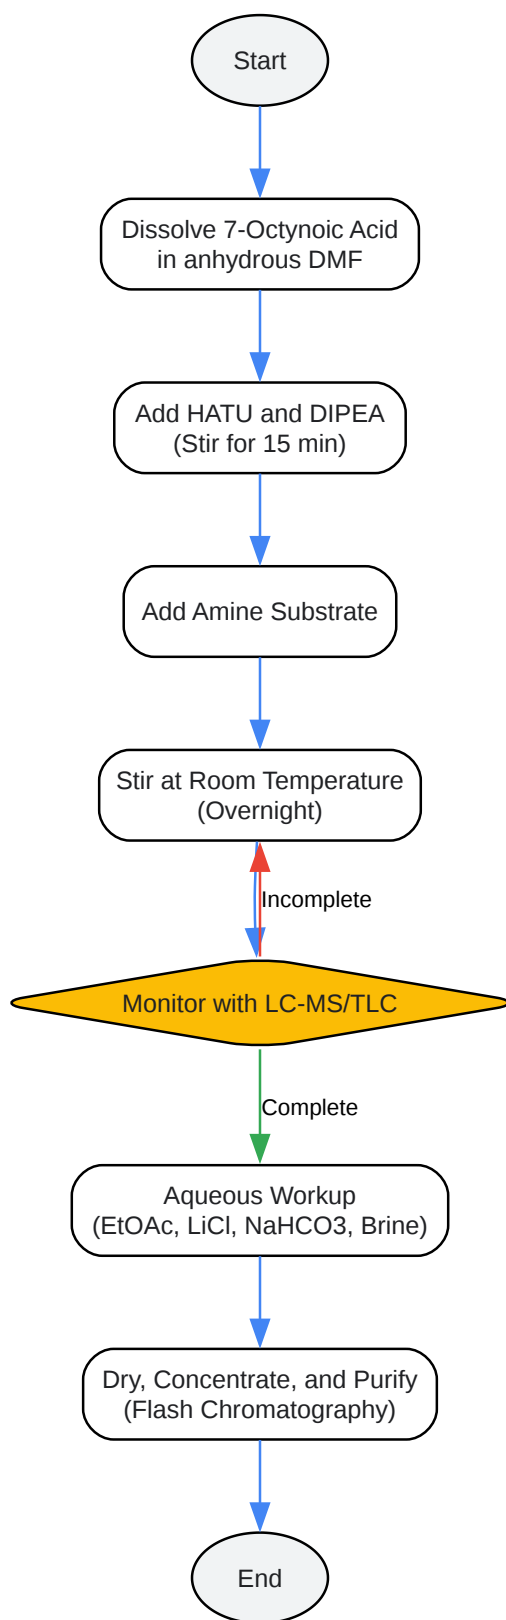 Start
Dissolve 7-Octynoic Acid
in anhydrous DMF
Add HATU and DIPEA
(Stir for 15 min)
Add Amine Substrate
Stir at Room Temperature
(Overnight)
Incomplete
Monitor with LC-MS/TLC
Complete
Aqueous Workup
(EtOAc, LiCl, NaHCO3, Brine)
Dry, Concentrate, and Purify
(Flash Chromatography)
End